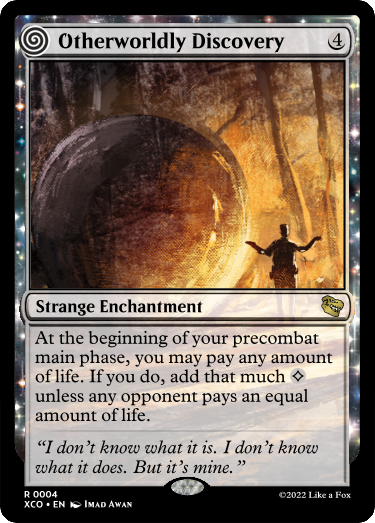 Otherworldly Discovery 4
Strange Enchantment
At the beginning of your precombat
main phase, you may pay any amount
of life. If you do, add that much
unless any opponent pays an equal
amount of life.
“I don’t know what it is. I don’t know
what it does. But it’s mine.”
R 0004
XCO • EN Imad Awan
©2022 Like a Fox